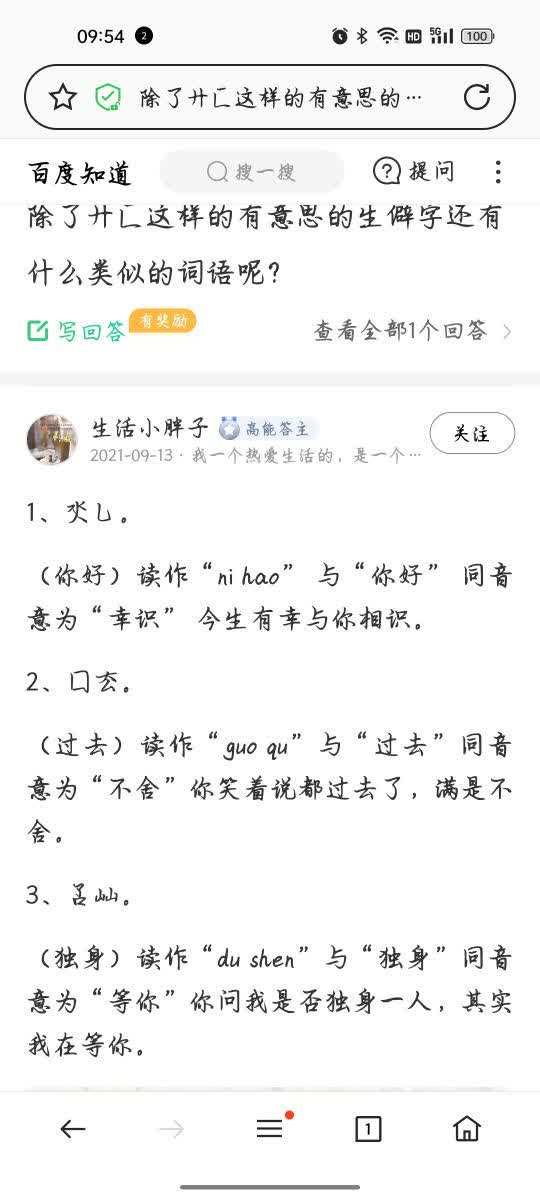 09:54 2
HD 5G 100
除了廾匸这样的有意思的…
百度知道 搜一搜 提问
除了廾匸这样的有意思的生僻字还有
什么类似的词语呢?
写回答 有奖励 查看全部1个回答
生活小胖子 高能答主 关注
2021-09-13 · 我一个热爱生活的，是一个…
1、乚。
（你好）读作“ni hao” 与“你好” 同音
意为“幸识” 今生有幸与你相识。
2、囗厺。
（过去）读作“guo qu” 与“过去”同音
意为“不舍”你笑着说都过去了，满是不
舍。
3、屾。
（独身）读作“du shen”与“独身”同音
意为“等你”你问我是否独身一人，其实
我在等你。
1